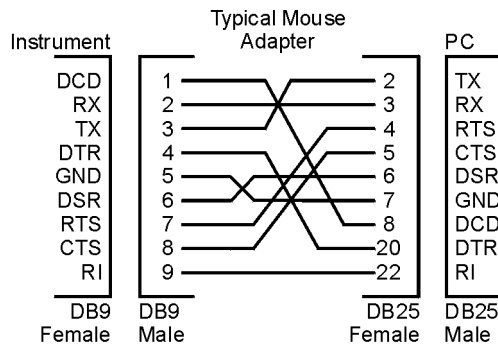 Typical Mouse
Instrument Adapter PC
DCD 1 2 TX
RX 2 3 RX
TX 3 4 RTS
DTR 4 5 CTS
GND 5 6 DSR
DSR 6 7 GND
RTS 7 8 DCD
CTS 8 20 DTR
RI 9 22 RI
DB9 DB9 DB25 DB25
Female Male Female Male